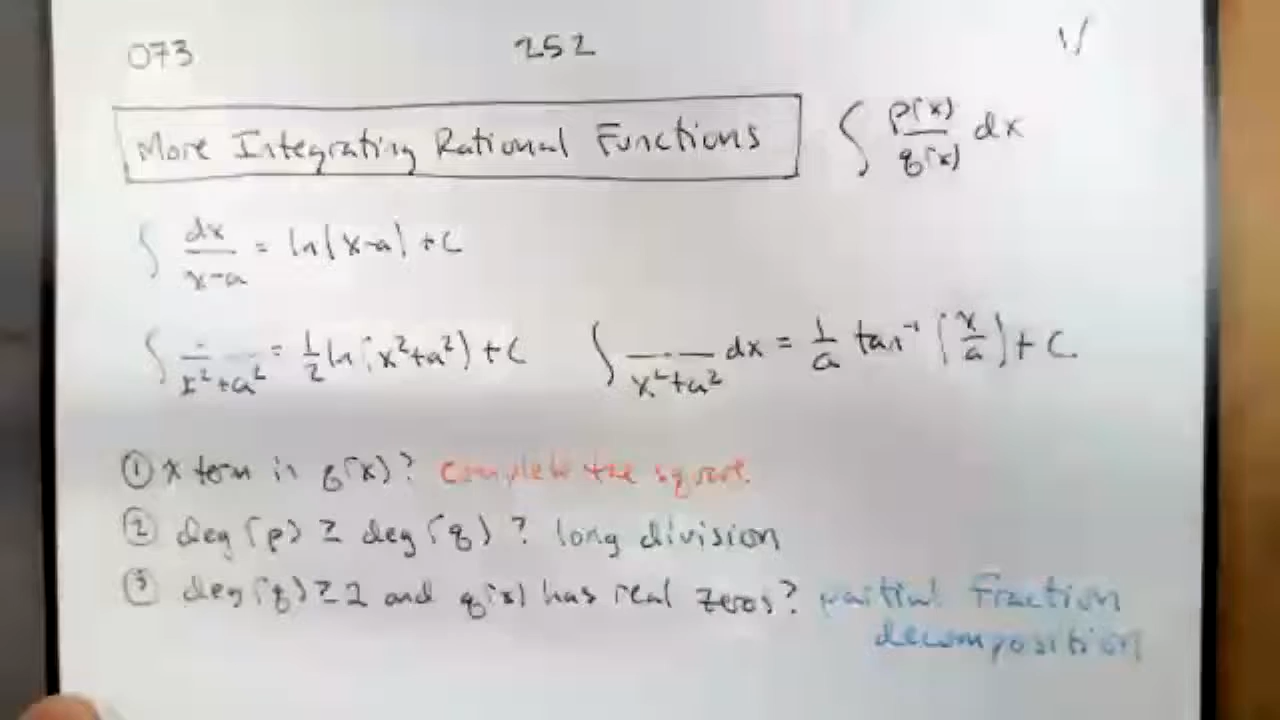 073 252 1/
More Integrating Rational Functions ∫ p(x)/q(x) dx
∫ dx/(x-a) = ln|x-a| + C
∫ /(x²+a²) = 1/2 ln(x²+a²) + C ∫ /(x²+a²) dx = 1/a tan⁻¹(x/a) + C.
① x term in q(x)? complete the square.
② deg(p) ≥ deg(q)? long division
③ deg(q) ≥ 2 and q(x) has real zeros? partial fraction
decomposition